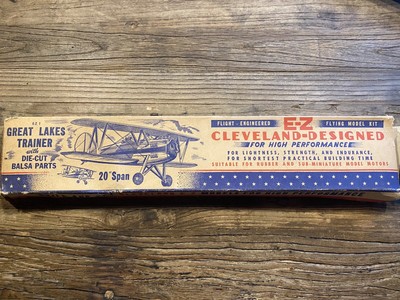 GREAT LAKES
TRAINER
with
DIE-CUT
BALSA PARTS
20" Span
FLIGHT ENGINEERED E-Z FLYING MODEL KIT
CLEVELAND-DESIGNED
FOR HIGH PERFORMANCE
FOR LIGHTNESS, STRENGTH, AND ENDURANCE.
FOR SHORTEST PRACTICAL BUILDING TIME
SUITABLE FOR RUBBER AND SUB-MINIATURE MODEL MOTORS